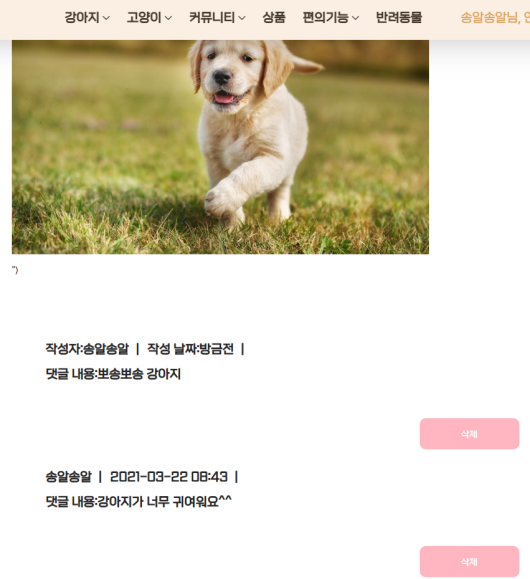 강아지 고양이 커뮤니티 상품 편의기능 반려동물 송알송알님,
")
작성자:송알송알 | 작성 날짜:방금전 |
댓글 내용:뽀송뽀송 강아지
삭제
송알송알 | 2021-03-22 08:43 |
댓글 내용:강아지가 너무 귀여워요^^
삭제